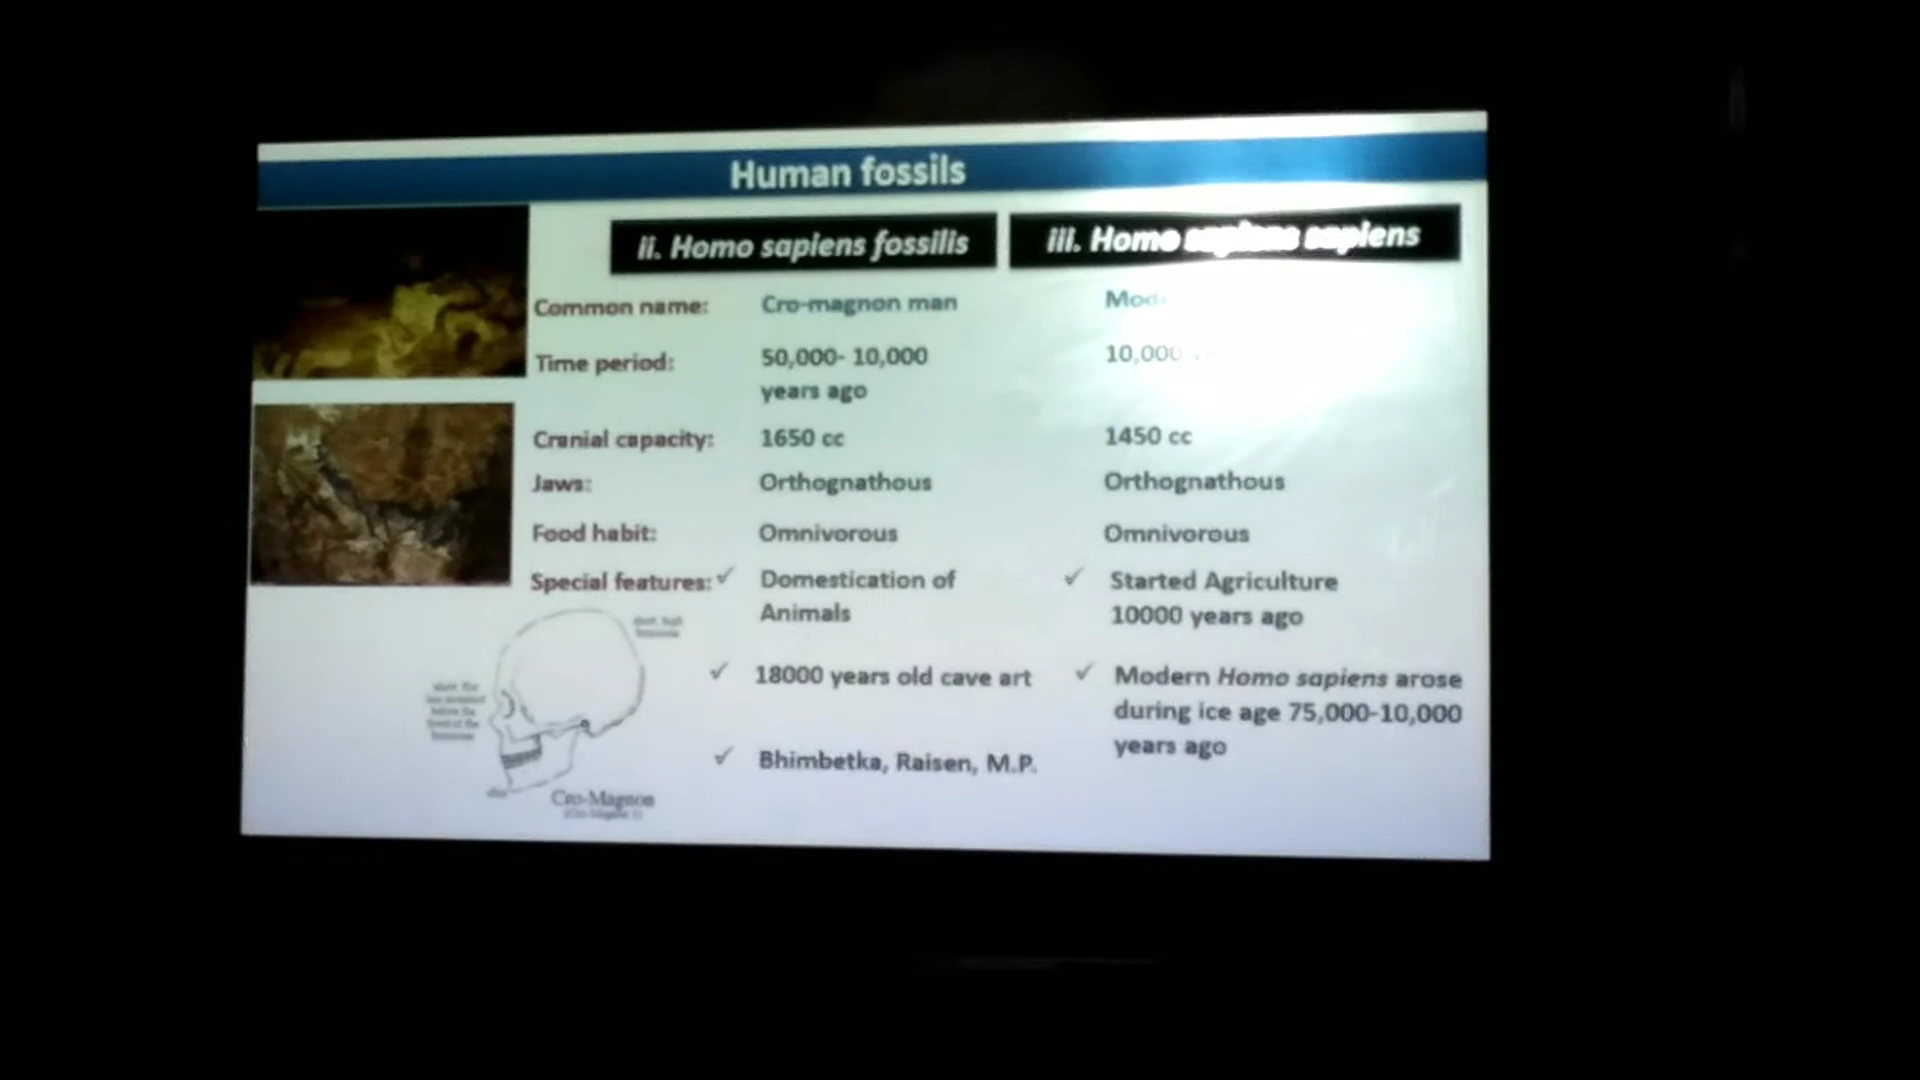 Human fossils
ii. Homo sapiens fossilis
iii. Homo sapiens sapiens
Common name: Cro-magnon man
Time period: 50,000- 10,000 10,000
years ago
Cranial capacity: 1650 cc 1450 cc
Jaws: Orthognathous Orthognathous
Food habit: Omnivorous Omnivorous
Special features: ✓ Domestication of ✓ Started Agriculture
Animals 10000 years ago
✓ 18000 years old cave art ✓ Modern Homo sapiens arose
during ice age 75,000-10,000
years ago
✓ Bhimbetka, Raisen, M.P.
Cro-Magnon